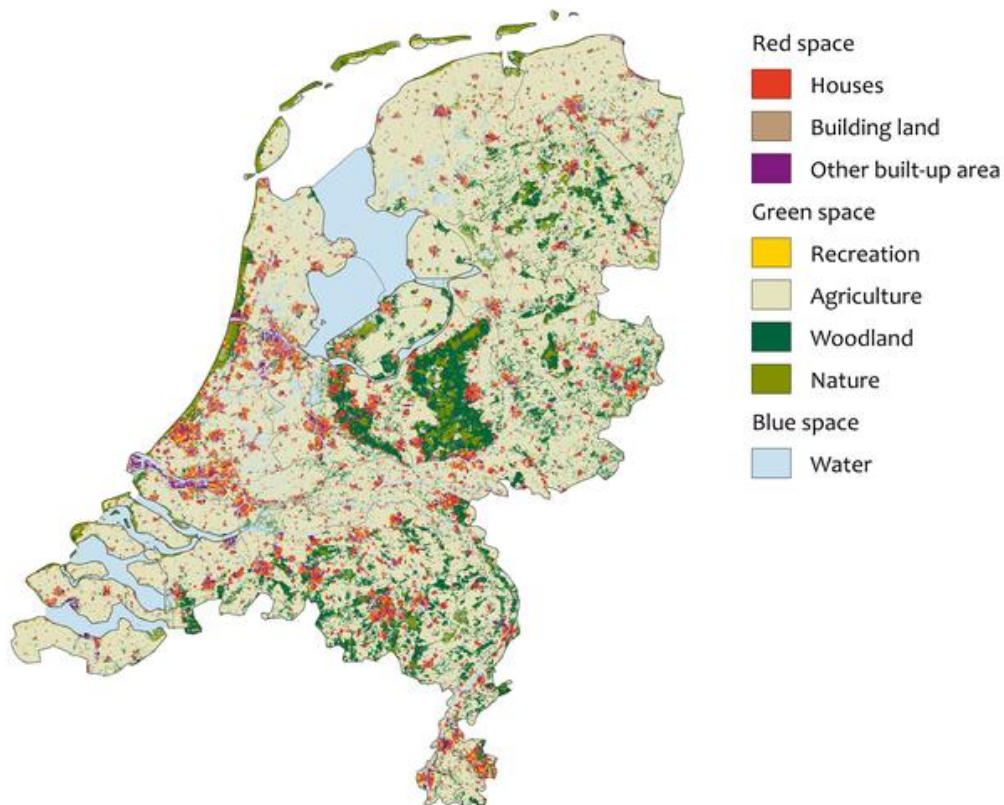 Red space
Houses
Building land
Other built-up area
Green space
Recreation
Agriculture
Woodland
Nature
Blue space
Water